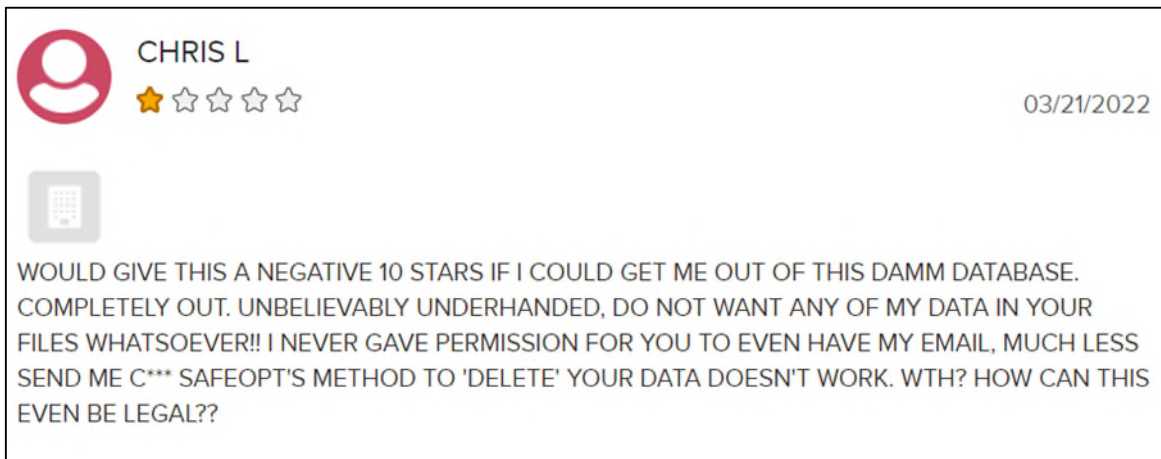 CHRIS L
03/21/2022
WOULD GIVE THIS A NEGATIVE 10 STARS IF I COULD GET ME OUT OF THIS DAMM DATABASE.
COMPLETELY OUT. UNBELIEVABLY UNDERHANDED, DO NOT WANT ANY OF MY DATA IN YOUR
FILES WHATSOEVER!! I NEVER GAVE PERMISSION FOR YOU TO EVEN HAVE MY EMAIL, MUCH LESS
SEND ME C*** SAFEOPT'S METHOD TO 'DELETE' YOUR DATA DOESN'T WORK. WTH? HOW CAN THIS
EVEN BE LEGAL??